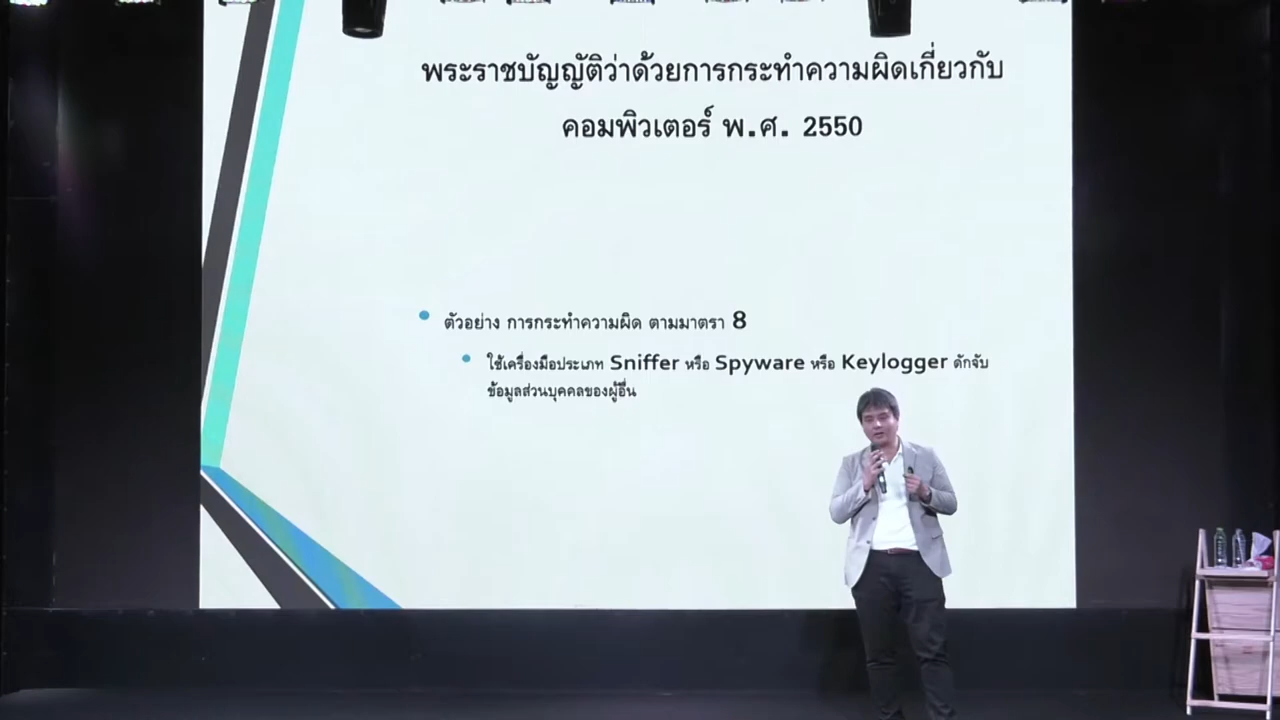 พระราชบัญญัติว่าด้วยการกระทำความผิดเกี่ยวกับ
คอมพิวเตอร์ พ.ศ. 2550
ตัวอย่าง การกระทำความผิด ตามมาตรา 8
ใช้เครื่องมือประเภท Sniffer หรือ Spyware หรือ Keylogger ดักจับ
ข้อมูลส่วนบุคคลของผู้อื่น